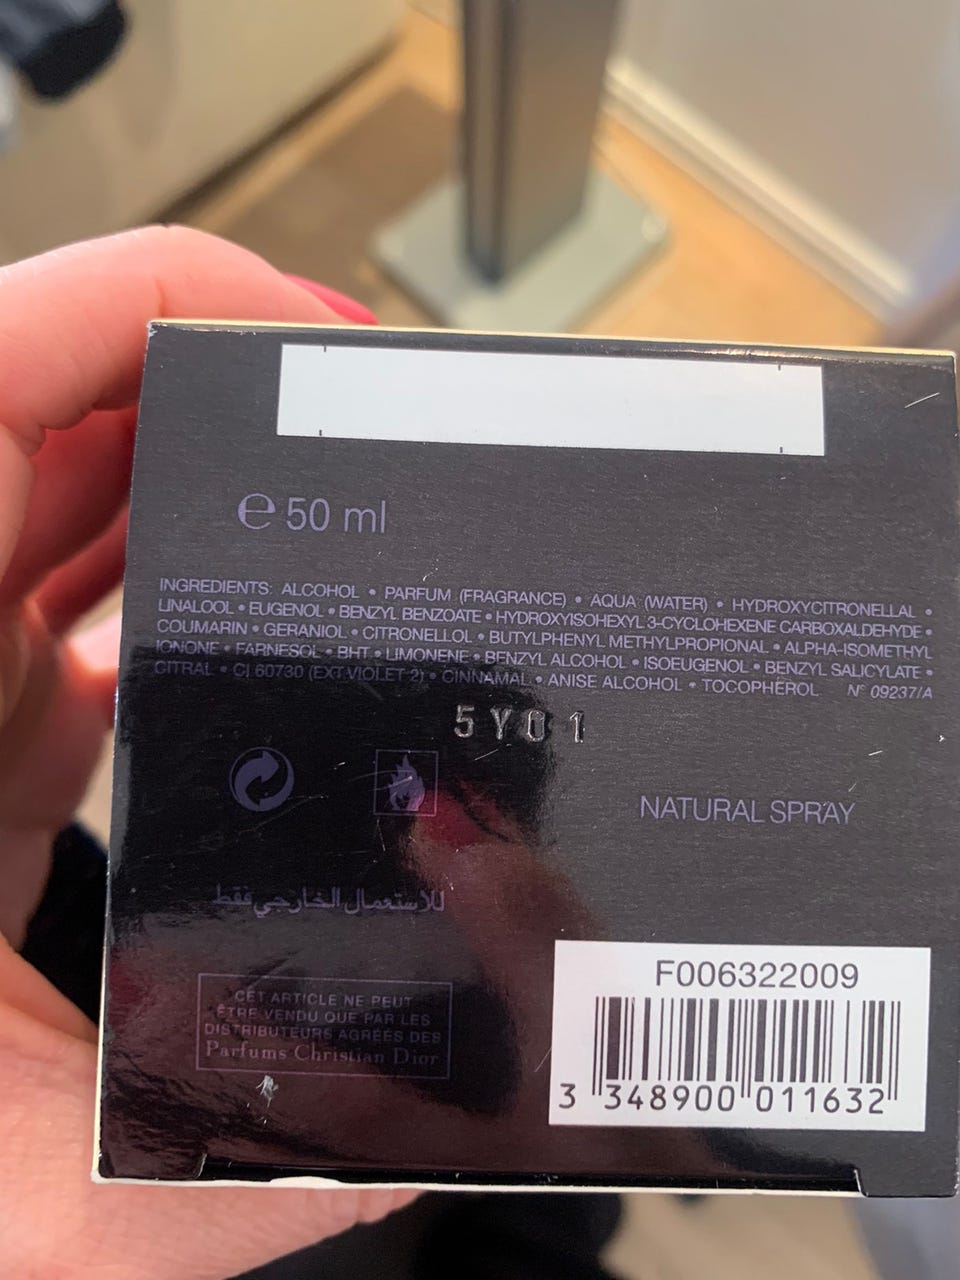 ℮ 50 ml
INGREDIENTS: ALCOHOL • PARFUM (FRAGRANCE) • AQUA (WATER) • HYDROXYCITRONELLAL •
LINALOOL • EUGENOL • BENZYL BENZOATE • HYDROXYISOHEXYL 3-CYCLOHEXENE CARBOXALDEHYDE •
COUMARIN • GERANIOL • CITRONELLOL • BUTYLPHENYL METHYLPROPIONAL • ALPHA-ISOMETHYL
IONONE • FARNESOL • BHT • LIMONENE • BENZYL ALCOHOL • ISOEUGENOL • BENZYL SALICYLATE •
CITRAL • CI 60730 (EXT.VIOLET 2) • CINNAMAL • ANISE ALCOHOL • TOCOPHEROL N° 09237/A
5Y01
NATURAL SPRAY
للاستعمال الخارجي فقط
CET ARTICLE NE PEUT
ÊTRE VENDU QUE PAR LES
DISTRIBUTEURS AGRÉÉS DES
Parfums Christian Dior
F006322009
3 348900 011632